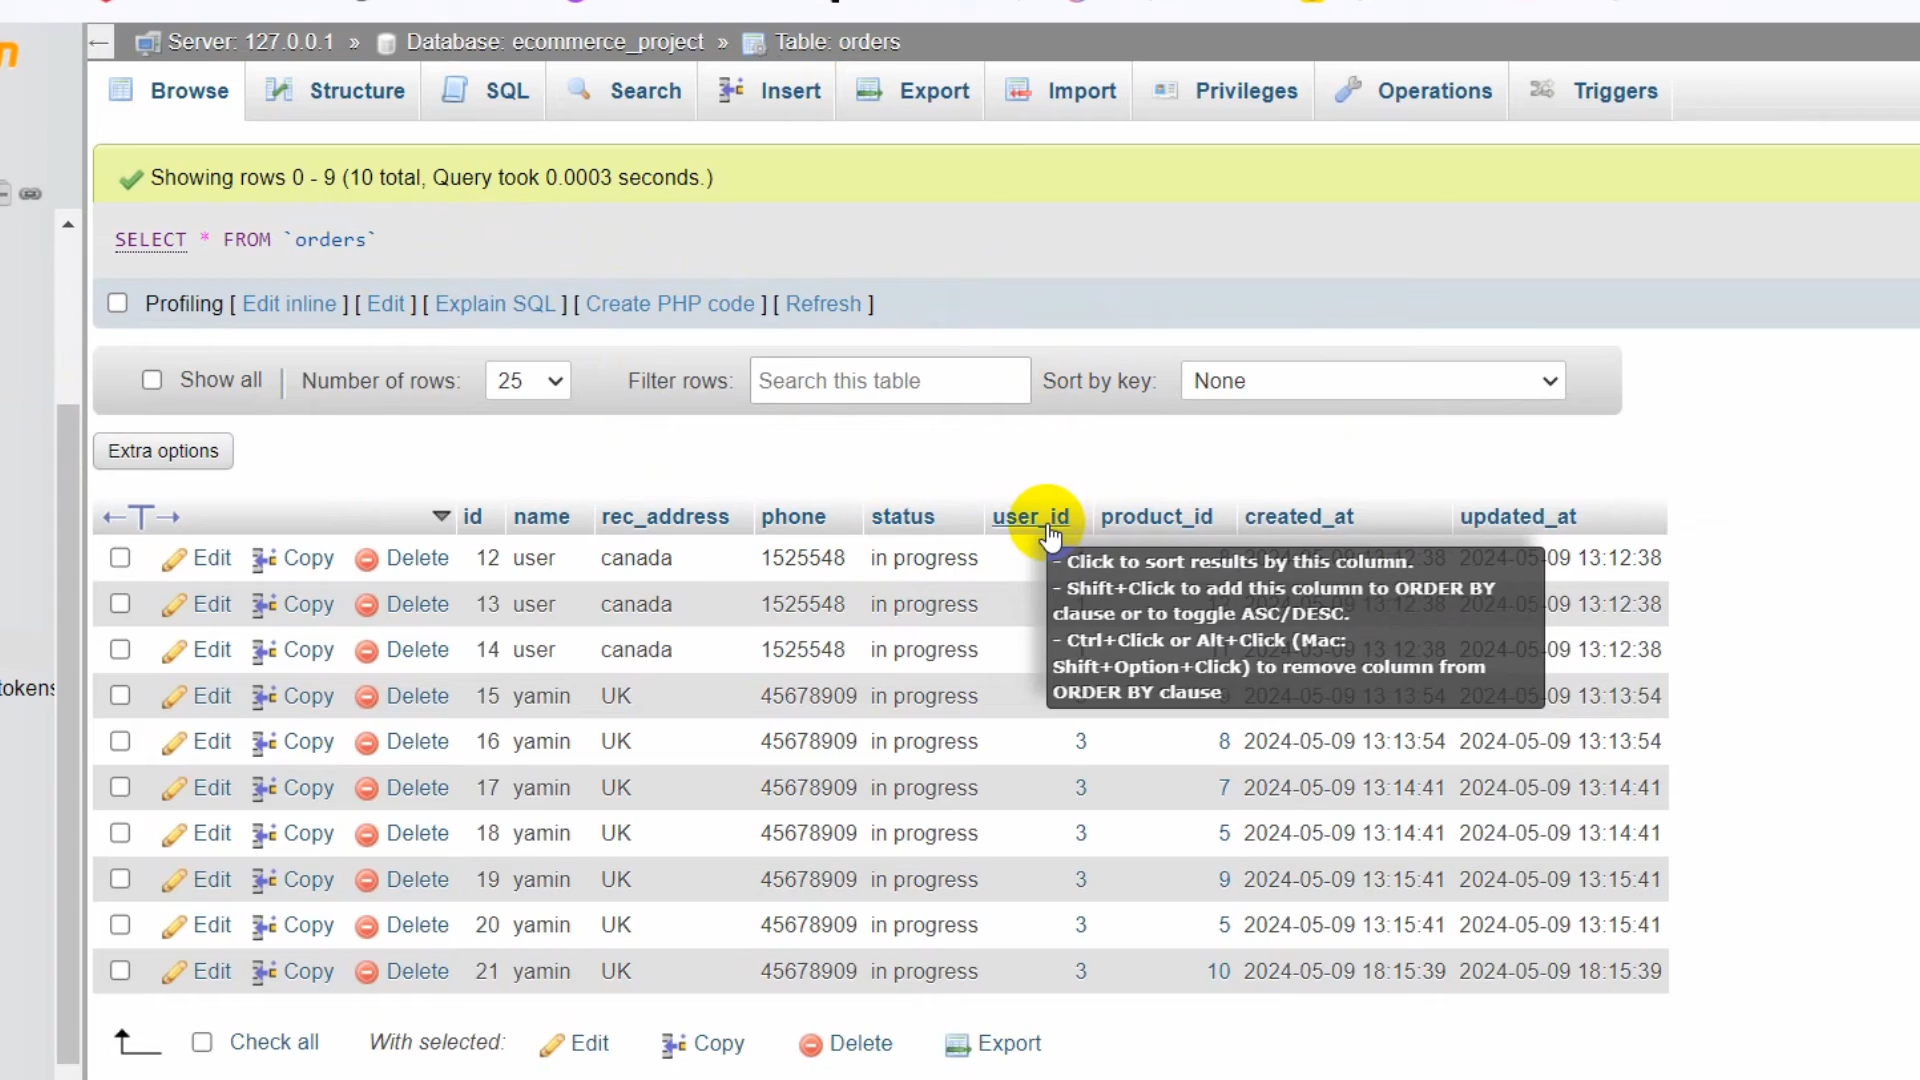 Server: 127.0.0.1 » Database: ecommerce_project » Table: orders
Browse Structure SQL Search Insert Export Import Privileges Operations Triggers
Showing rows 0 - 9 (10 total, Query took 0.0003 seconds.)
SELECT * FROM `orders`
Profiling [ Edit inline ] [ Edit ] [ Explain SQL ] [ Create PHP code ] [ Refresh ]
Show all Number of rows: 25 Filter rows: Search this table Sort by key: None
Extra options
id name rec_address phone status user_id product_id created_at updated_at
Edit Copy Delete 12 user canada 1525548 in progress 2024-05-09 13:12:38
Edit Copy Delete 13 user canada 1525548 in progress 2024-05-09 13:12:38
Edit Copy Delete 14 user canada 1525548 in progress 2024-05-09 13:12:38
Edit Copy Delete 15 yamin UK 45678909 in progress 2024-05-09 13:13:54
- Click to sort results by this column.
- Shift+Click to add this column to ORDER BY
clause or to toggle ASC/DESC.
- Ctrl+Click or Alt+Click (Mac:
Shift+Option+Click) to remove column from
ORDER BY clause
Edit Copy Delete 16 yamin UK 45678909 in progress 3 8 2024-05-09 13:13:54 2024-05-09 13:13:54
Edit Copy Delete 17 yamin UK 45678909 in progress 3 7 2024-05-09 13:14:41 2024-05-09 13:14:41
Edit Copy Delete 18 yamin UK 45678909 in progress 3 5 2024-05-09 13:14:41 2024-05-09 13:14:41
Edit Copy Delete 19 yamin UK 45678909 in progress 3 9 2024-05-09 13:15:41 2024-05-09 13:15:41
Edit Copy Delete 20 yamin UK 45678909 in progress 3 5 2024-05-09 13:15:41 2024-05-09 13:15:41
Edit Copy Delete 21 yamin UK 45678909 in progress 3 10 2024-05-09 18:15:39 2024-05-09 18:15:39
Check all With selected: Edit Copy Delete Export
tokens